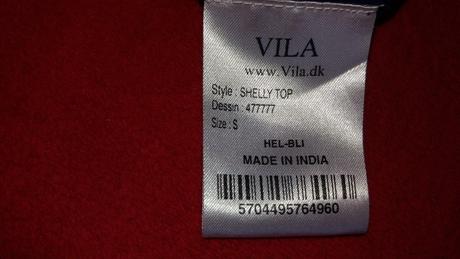 VILA
www.Vila.dk
Style : SHELLY TOP
Dessin : 477777
Size : S
HEL-BLI
MADE IN INDIA
5704495764960